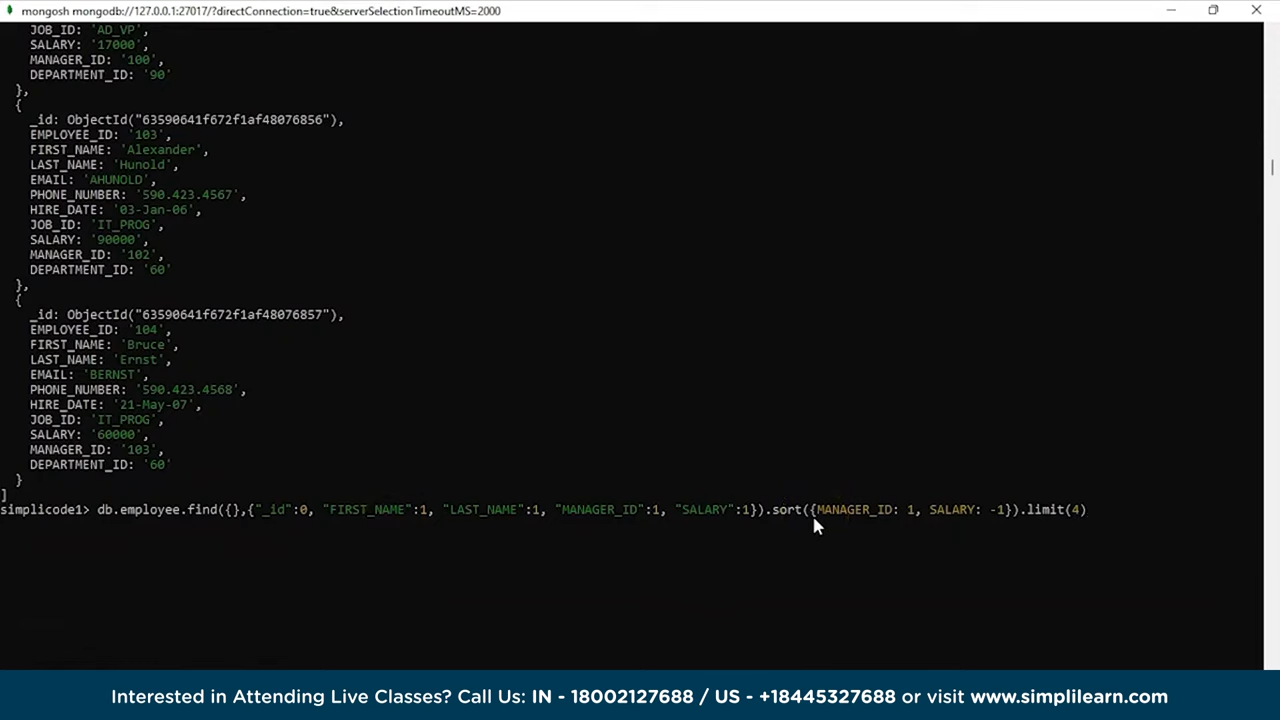 mongosh mongodb://127.0.0.1:27017/?directConnection=true&serverSelectionTimeoutMS=2000
JOB_ID: 'AD_VP',
SALARY: '17000',
MANAGER_ID: '100',
DEPARTMENT_ID: '90'
},
{
_id: ObjectId("63590641f672f1af48076856"),
EMPLOYEE_ID: '103',
FIRST_NAME: 'Alexander',
LAST_NAME: 'Hunold',
EMAIL: 'AHUNOLD',
PHONE_NUMBER: '590.423.4567',
HIRE_DATE: '03-Jan-06',
JOB_ID: 'IT_PROG',
SALARY: '90000',
MANAGER_ID: '102',
DEPARTMENT_ID: '60'
},
{
_id: ObjectId("63590641f672f1af48076857"),
EMPLOYEE_ID: '104',
FIRST_NAME: 'Bruce',
LAST_NAME: 'Ernst',
EMAIL: 'BERNST',
PHONE_NUMBER: '590.423.4568',
HIRE_DATE: '21-May-07',
JOB_ID: 'IT_PROG',
SALARY: '60000',
MANAGER_ID: '103',
DEPARTMENT_ID: '60'
}
]
simplicode1> db.employee.find({},{"_id":0, "FIRST_NAME":1, "LAST_NAME":1, "MANAGER_ID":1, "SALARY":1}).sort({MANAGER_ID: 1, SALARY: -1}).limit(4)
Interested in Attending Live Classes? Call Us: IN - 18002127688 / US - +18445327688 or visit www.simplilearn.com